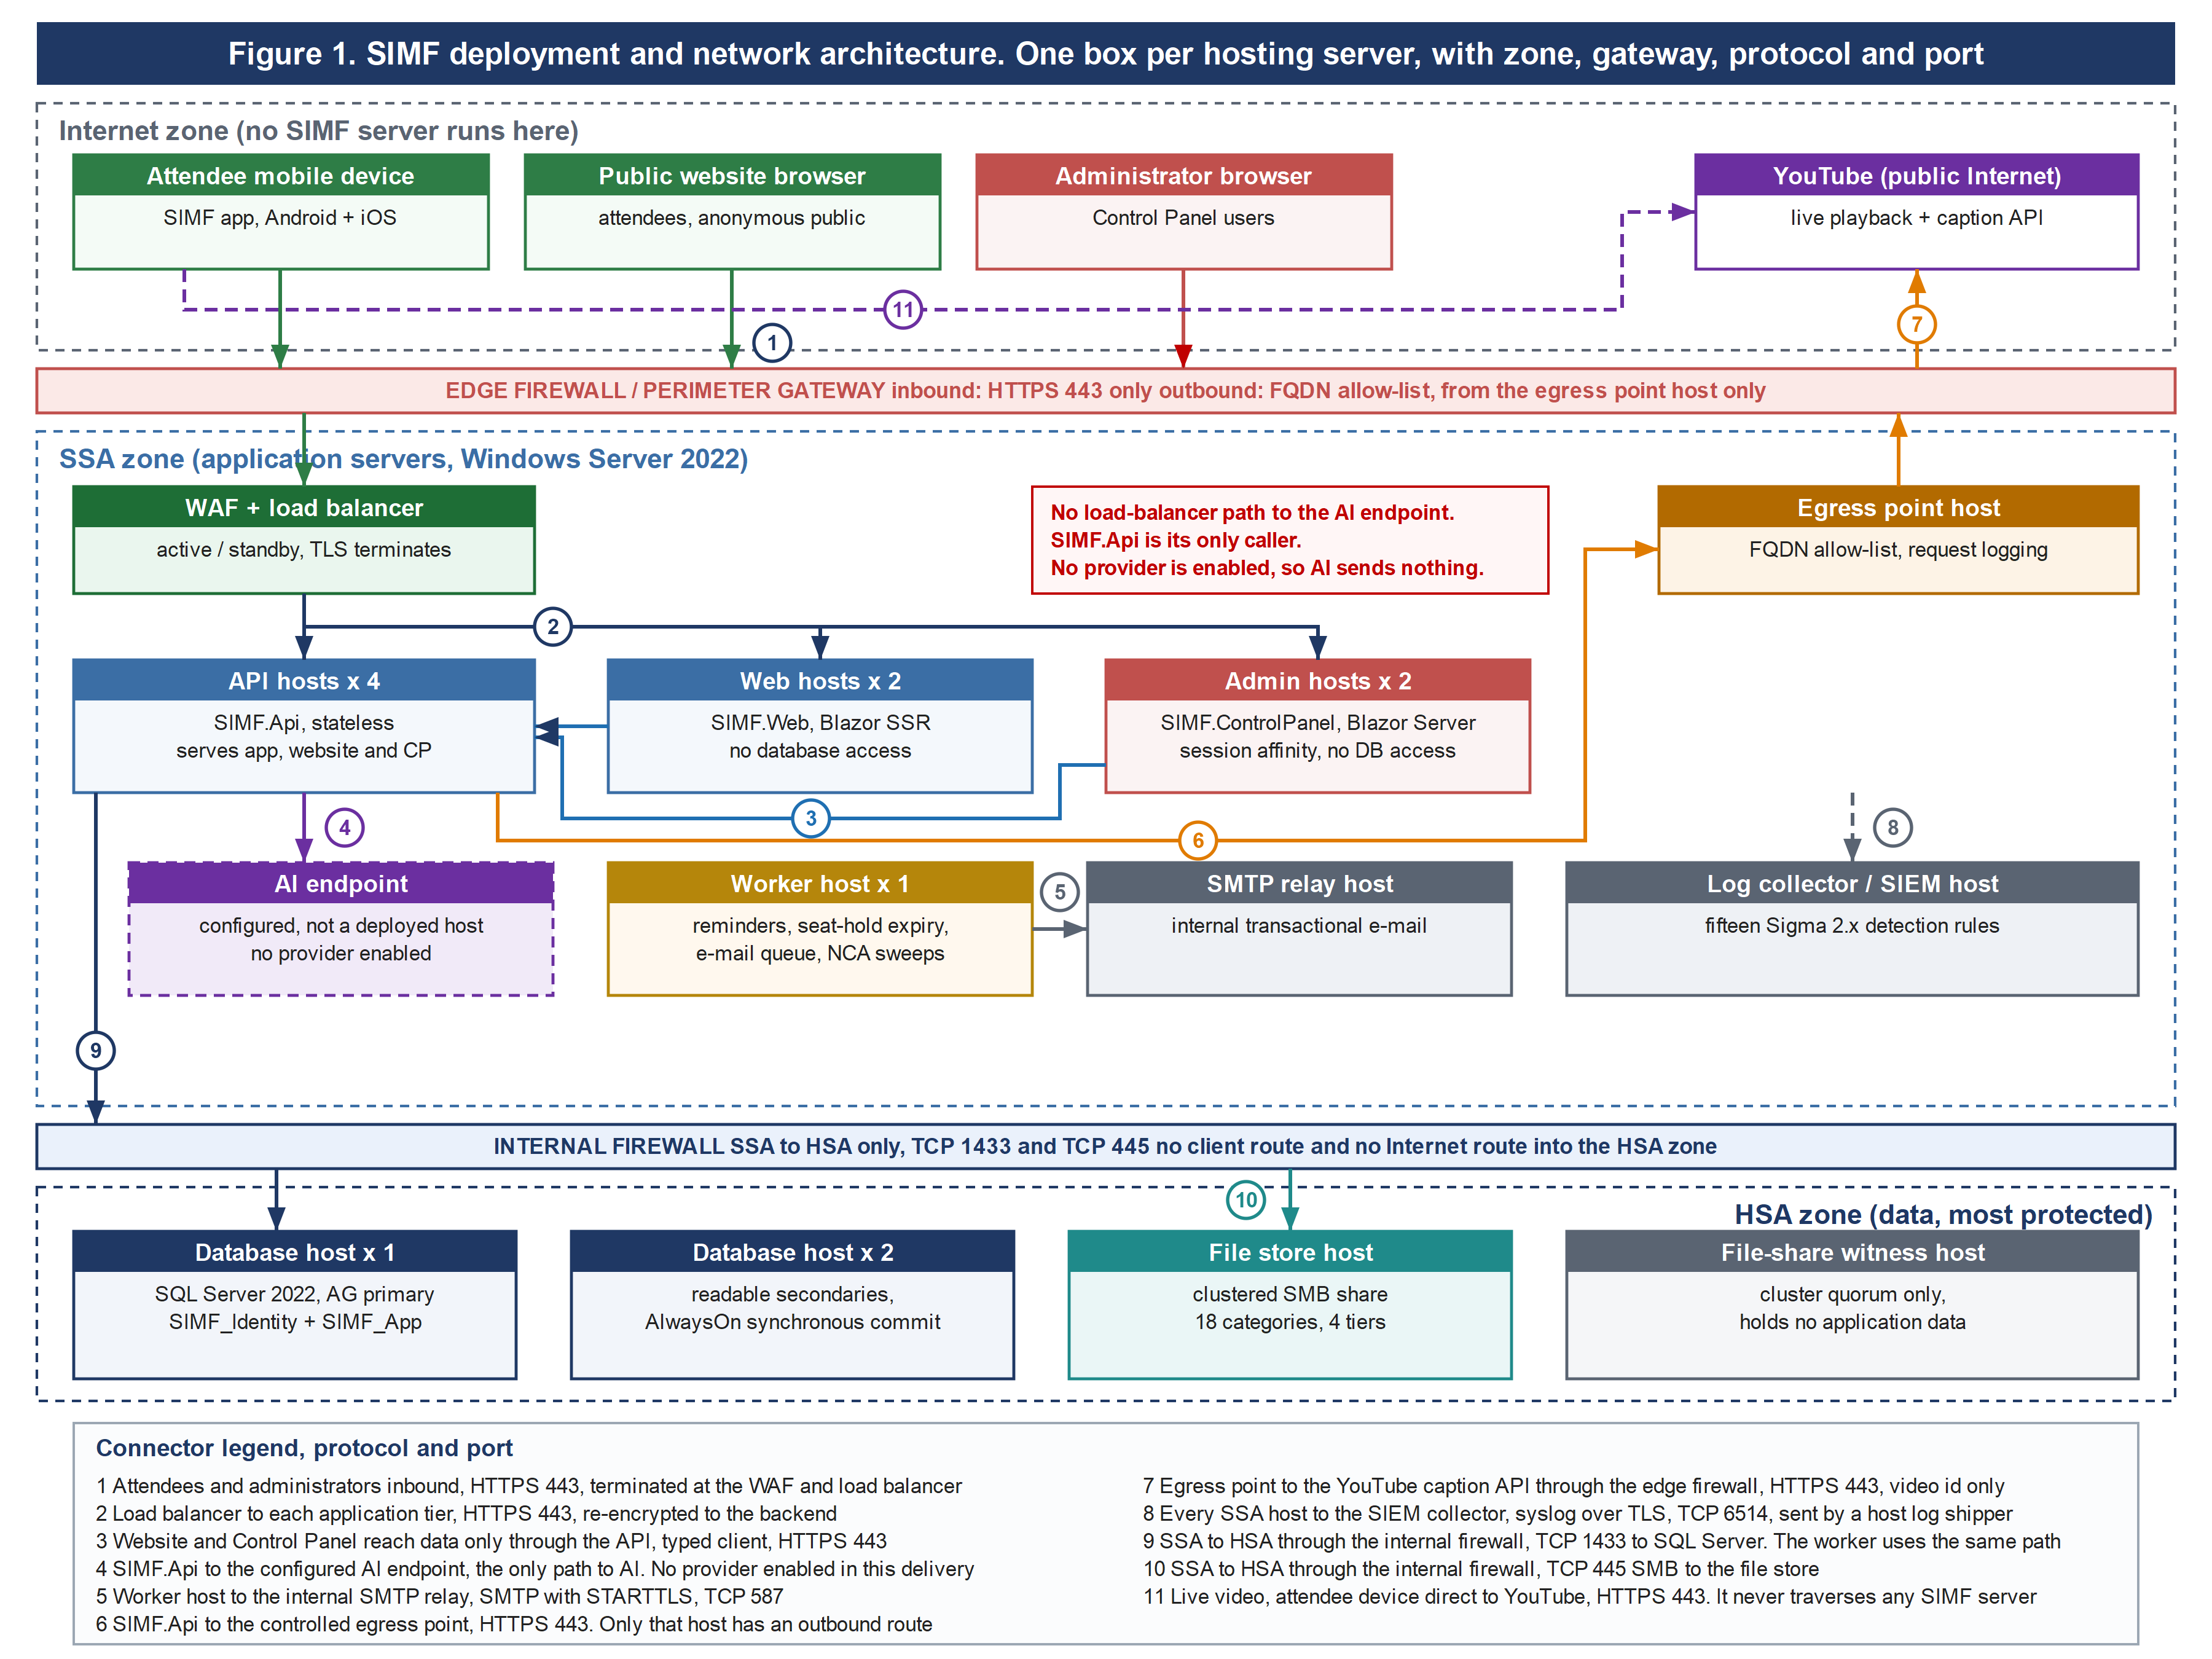 Figure 1. SIMF deployment and network architecture. One box per hosting server, with zone, gateway, protocol and port
Internet zone (no SIMF server runs here)
Attendee mobile device
SIMF app, Android + iOS
Public website browser
attendees, anonymous public
Administrator browser
Control Panel users
YouTube (public Internet)
live playback + caption API
11
1
7
EDGE FIREWALL / PERIMETER GATEWAY inbound: HTTPS 443 only outbound: FQDN allow-list, from the egress point host only
SSA zone (application servers, Windows Server 2022)
WAF + load balancer
active / standby, TLS terminates
No load-balancer path to the AI endpoint.
SIMF.Api is its only caller.
No provider is enabled, so AI sends nothing.
Egress point host
FQDN allow-list, request logging
2
API hosts x 4
SIMF.Api, stateless
serves app, website and CP
Web hosts x 2
SIMF.Web, Blazor SSR
no database access
Admin hosts x 2
SIMF.ControlPanel, Blazor Server
session affinity, no DB access
4
3
6
8
AI endpoint
configured, not a deployed host
no provider enabled
Worker host x 1
reminders, seat-hold expiry,
e-mail queue, NCA sweeps
5
SMTP relay host
internal transactional e-mail
Log collector / SIEM host
fifteen Sigma 2.x detection rules
9
INTERNAL FIREWALL SSA to HSA only, TCP 1433 and TCP 445 no client route and no Internet route into the HSA zone
10
HSA zone (data, most protected)
Database host x 1
SQL Server 2022, AG primary
SIMF_Identity + SIMF_App
Database host x 2
readable secondaries,
AlwaysOn synchronous commit
File store host
clustered SMB share
18 categories, 4 tiers
File-share witness host
cluster quorum only,
holds no application data
Connector legend, protocol and port
1 Attendees and administrators inbound, HTTPS 443, terminated at the WAF and load balancer
2 Load balancer to each application tier, HTTPS 443, re-encrypted to the backend
3 Website and Control Panel reach data only through the API, typed client, HTTPS 443
4 SIMF.Api to the configured AI endpoint, the only path to AI. No provider enabled in this delivery
5 Worker host to the internal SMTP relay, SMTP with STARTTLS, TCP 587
6 SIMF.Api to the controlled egress point, HTTPS 443. Only that host has an outbound route
7 Egress point to the YouTube caption API through the edge firewall, HTTPS 443, video id only
8 Every SSA host to the SIEM collector, syslog over TLS, TCP 6514, sent by a host log shipper
9 SSA to HSA through the internal firewall, TCP 1433 to SQL Server. The worker uses the same path
10 SSA to HSA through the internal firewall, TCP 445 SMB to the file store
11 Live video, attendee device direct to YouTube, HTTPS 443. It never traverses any SIMF server